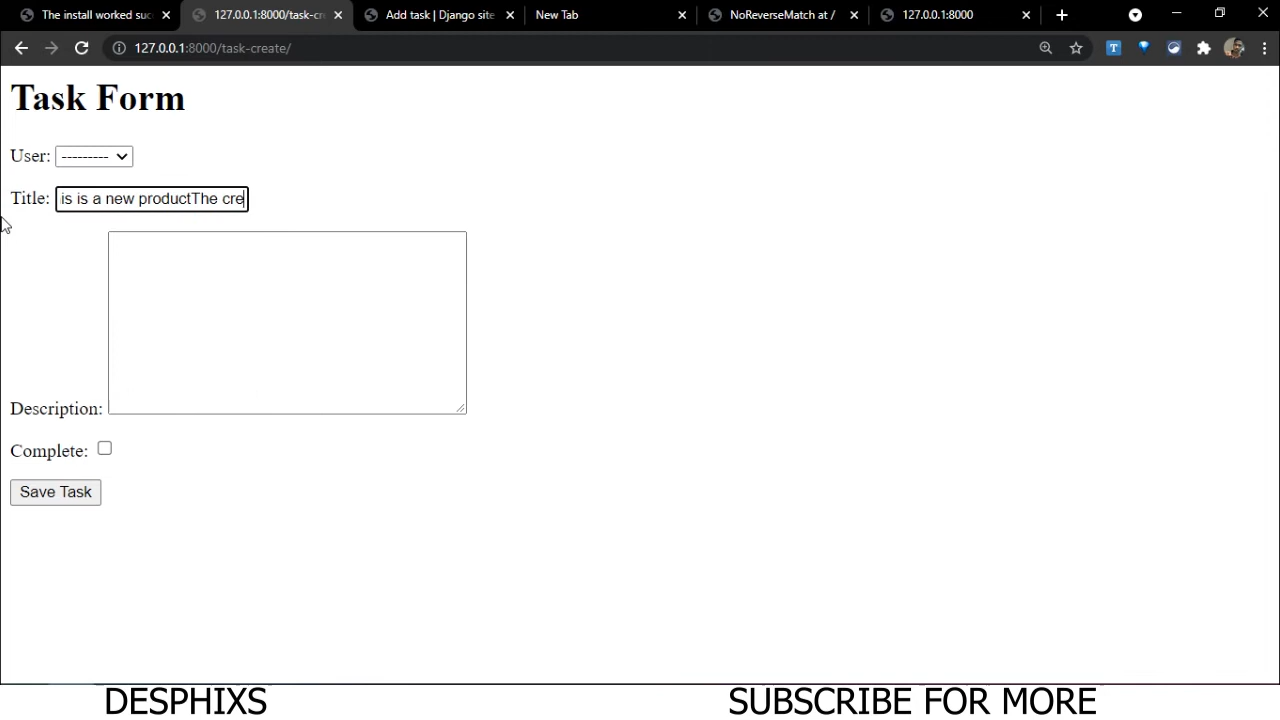 The install worked suc
127.0.0.1:8000/task-cr
Add task | Django site
New Tab
NoReverseMatch at /
127.0.0.1:8000
127.0.0.1:8000/task-create/
Task Form
User: ---------
Title: is is a new productThe cre
Description:
Complete:
Save Task
DESPHIXS
SUBSCRIBE FOR MORE